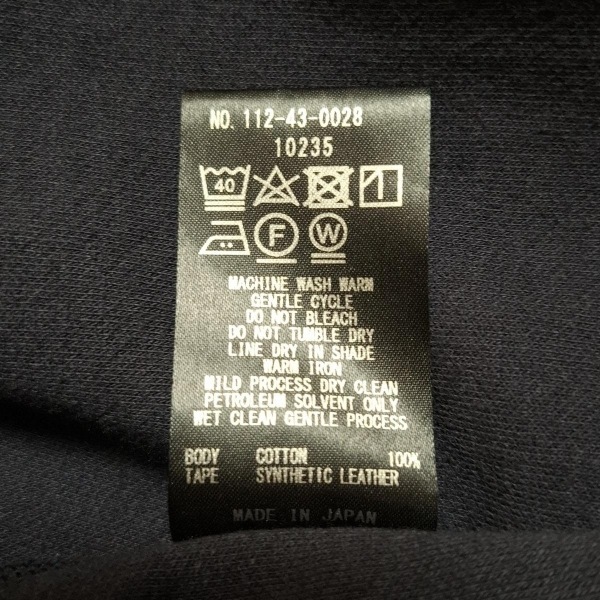 NO. 112-43-0028
10235
40
F W
MACHINE WASH WARM
GENTLE CYCLE
DO NOT BLEACH
DO NOT TUMBLE DRY
LINE DRY IN SHADE
WARM IRON
MILD PROCESS DRY CLEAN
PETROLEUM SOLVENT ONLY
WET CLEAN GENTLE PROCESS
BODY COTTON 100%
TAPE SYNTHETIC LEATHER
MADE IN JAPAN